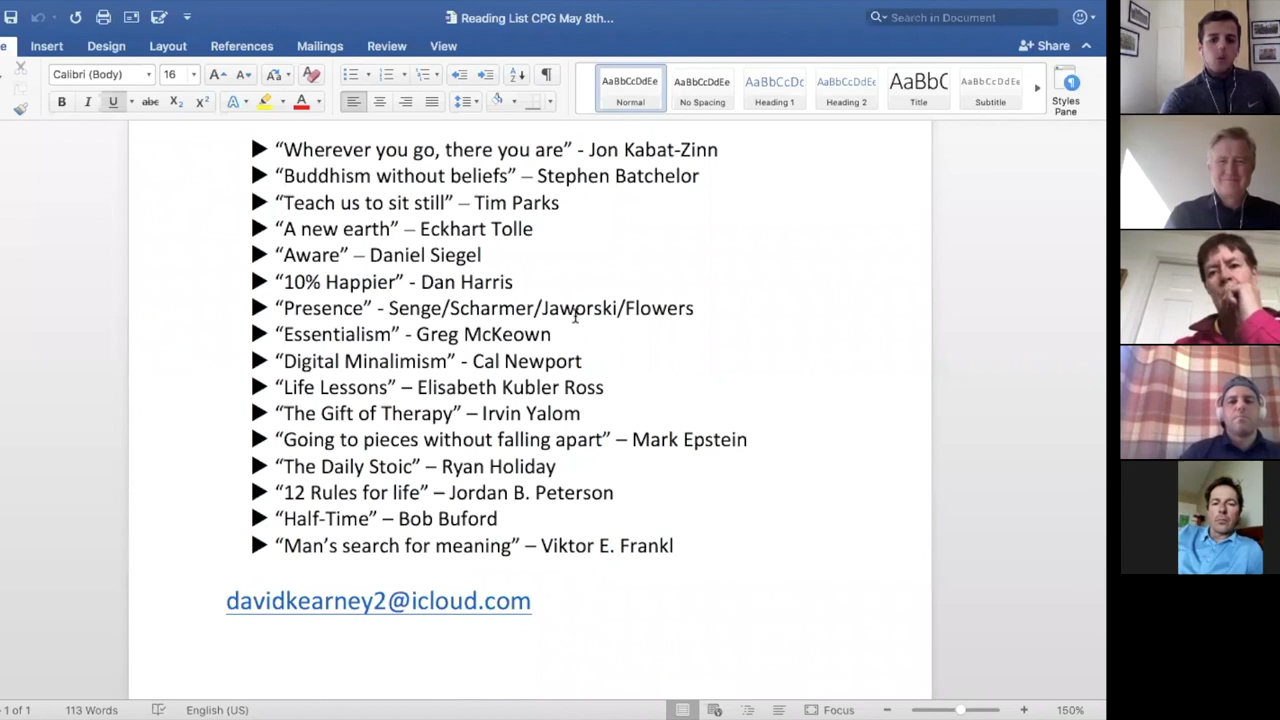 Reading List CPG May 8th...
Search in Document
Insert
Design
Layout
References
Mailings
Review
View
Share
Calibri (Body)
16
A
A
A
B
I
U
abc
X₂
X²
A
A
¶
AaBbCcDdEe
Normal
AaBbCcDdEe
No Spacing
AaBbCcDc
Heading 1
AaBbCcDdEe
Heading 2
AaBbC
Title
AaBbCcDdEe
Subtitle
Styles
Pane
“Wherever you go, there you are” - Jon Kabat-Zinn
“Buddhism without beliefs” – Stephen Batchelor
“Teach us to sit still” – Tim Parks
“A new earth” – Eckhart Tolle
“Aware” – Daniel Siegel
“10% Happier” - Dan Harris
“Presence” - Senge/Scharmer/Jaworski/Flowers
“Essentialism” - Greg McKeown
“Digital Minalimism” - Cal Newport
“Life Lessons” – Elisabeth Kubler Ross
“The Gift of Therapy” – Irvin Yalom
“Going to pieces without falling apart” – Mark Epstein
“The Daily Stoic” – Ryan Holiday
“12 Rules for life” – Jordan B. Peterson
“Half-Time” – Bob Buford
“Man’s search for meaning” – Viktor E. Frankl
davidkearney2@icloud.com
1 of 1
113 Words
English (US)
Focus
150%